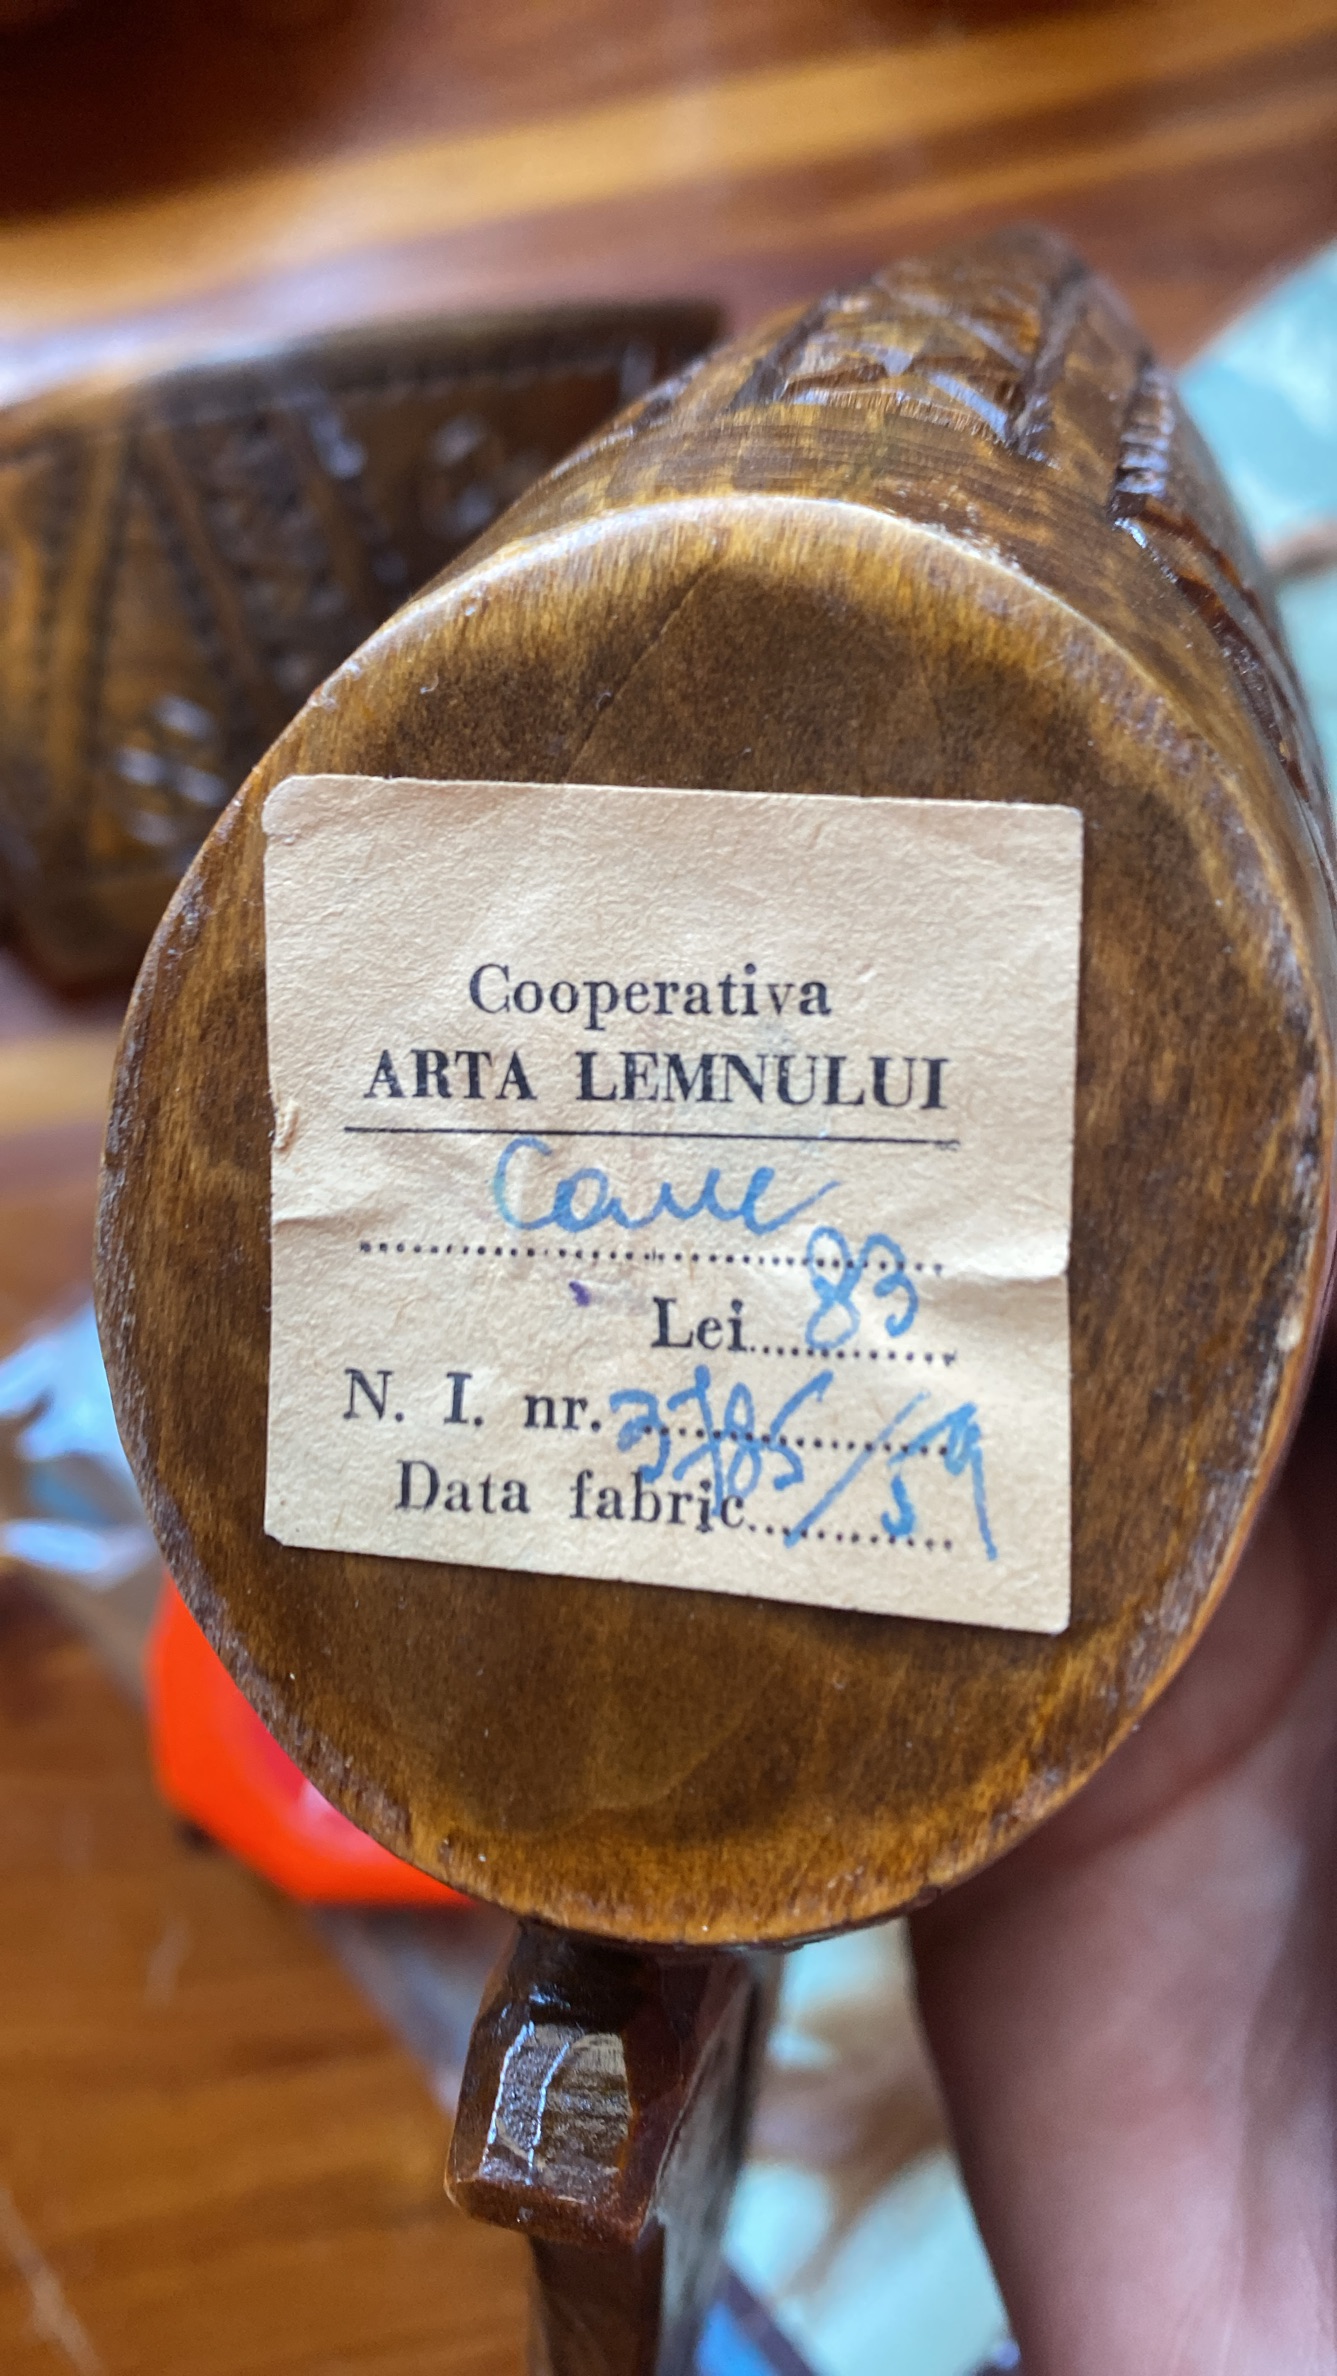 Cooperativa
ARTA LEMNULUI
Cane
Lei 83
N. I. nr. 3785/59
Data fabric